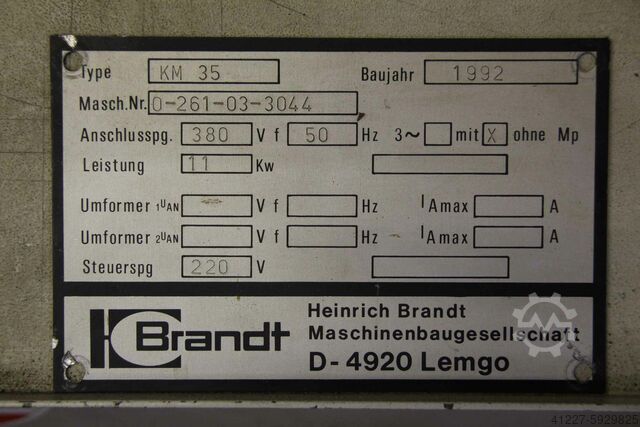 Type KM 35 Baujahr 1992
Masch.Nr. 0-261-03-3044
Anschlusspg. 380 V f 50 Hz 3~ mit X ohne Mp
Leistung 11 Kw
Umformer 1UAN - V f Hz IAmax A
Umformer 2UAN V f Hz IAmax A
Steuerspg 220 V
Brandt
Heinrich Brandt
Maschinenbaugesellschaft
D-4920 Lemgo
41227-5929825